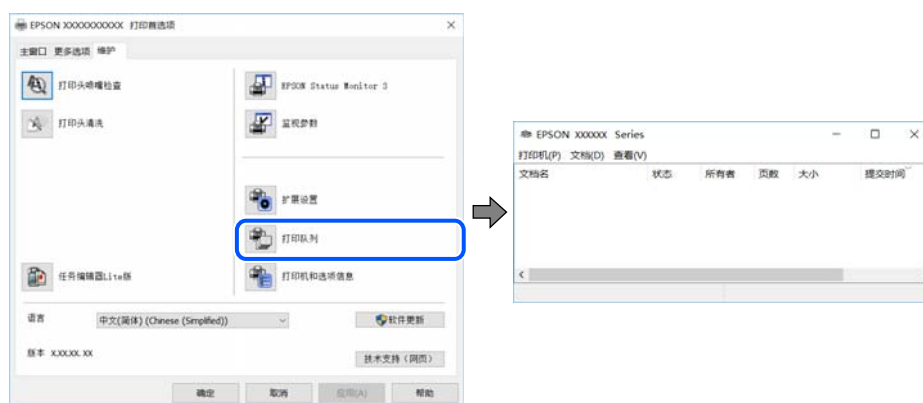 EPSON XXXXXXXXXX 打印首选项
主窗口 更多选项 维护
打印头喷嘴检查
EPSON Status Monitor 3
打印头清洗
监视参数
扩展设置
打印队列
任务编辑器Lite版
打印机和选项信息
语言
中文(简体) (Chinese (Simplified))
软件更新
版本 X.XX.XX. XX
技术支持（网页）
确定
取消
应用(A)
帮助
EPSON XXXXXX Series
打印机(P) 文档(D) 查看(V)
文档名 状态 所有者 页数 大小 提交时间